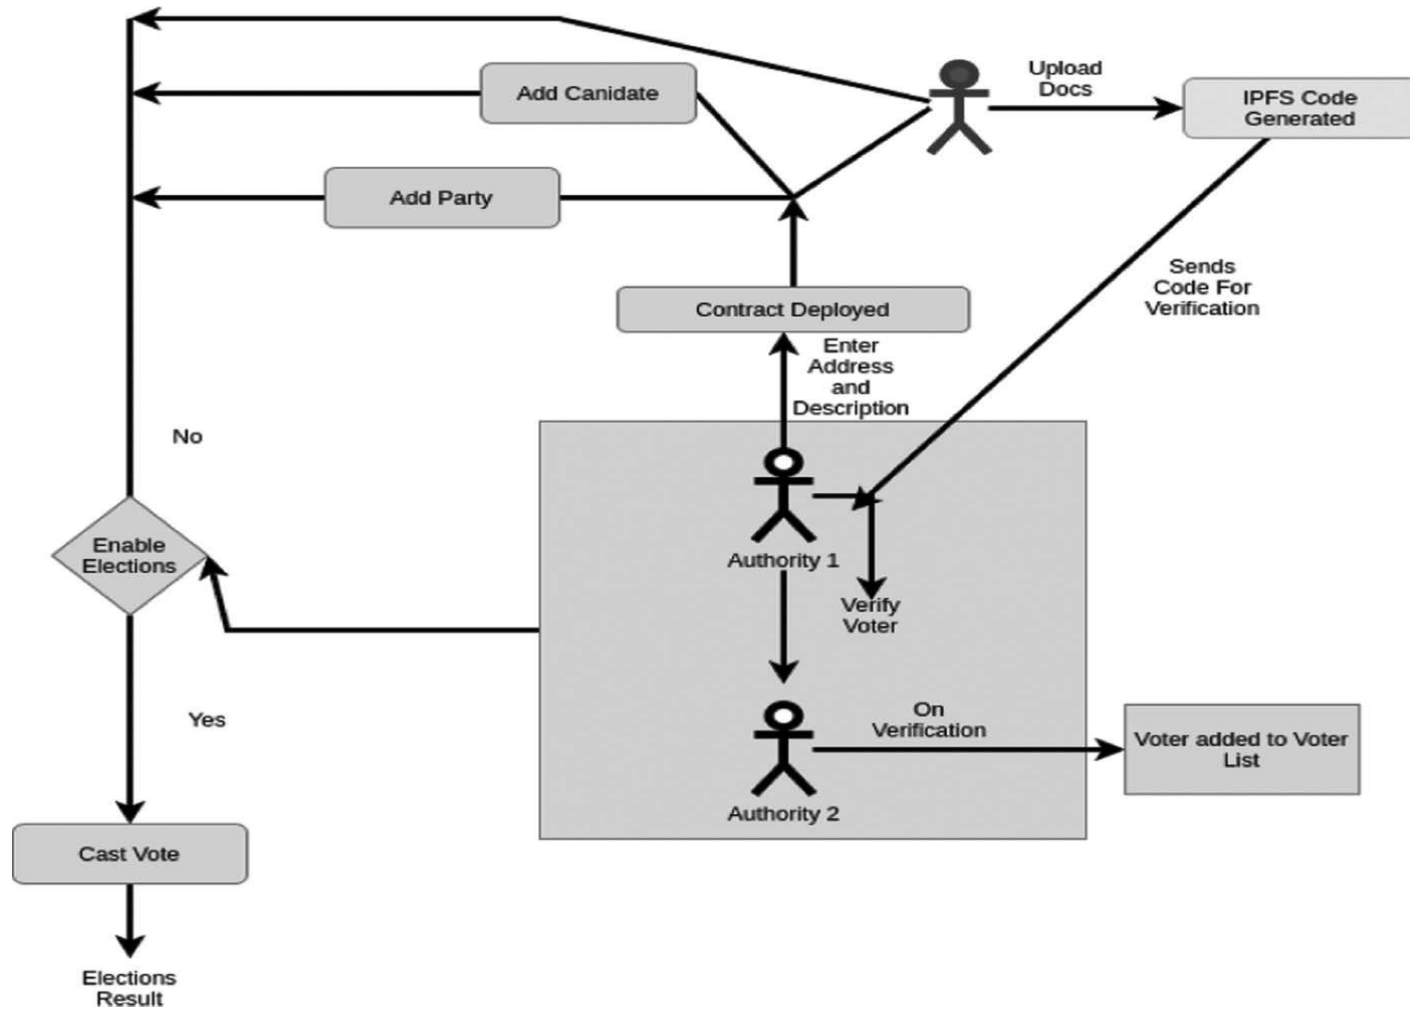 Upload
Docs
IPFS Code
Generated
Add Canidate
Add Party
Sends
Code For
Verification
Contract Deployed
Enter
Address
and
Description
No
Enable
Elections
Authority 1
Verify
Voter
Yes
On
Verification
Voter added to Voter
List
Authority 2
Cast Vote
Elections
Result